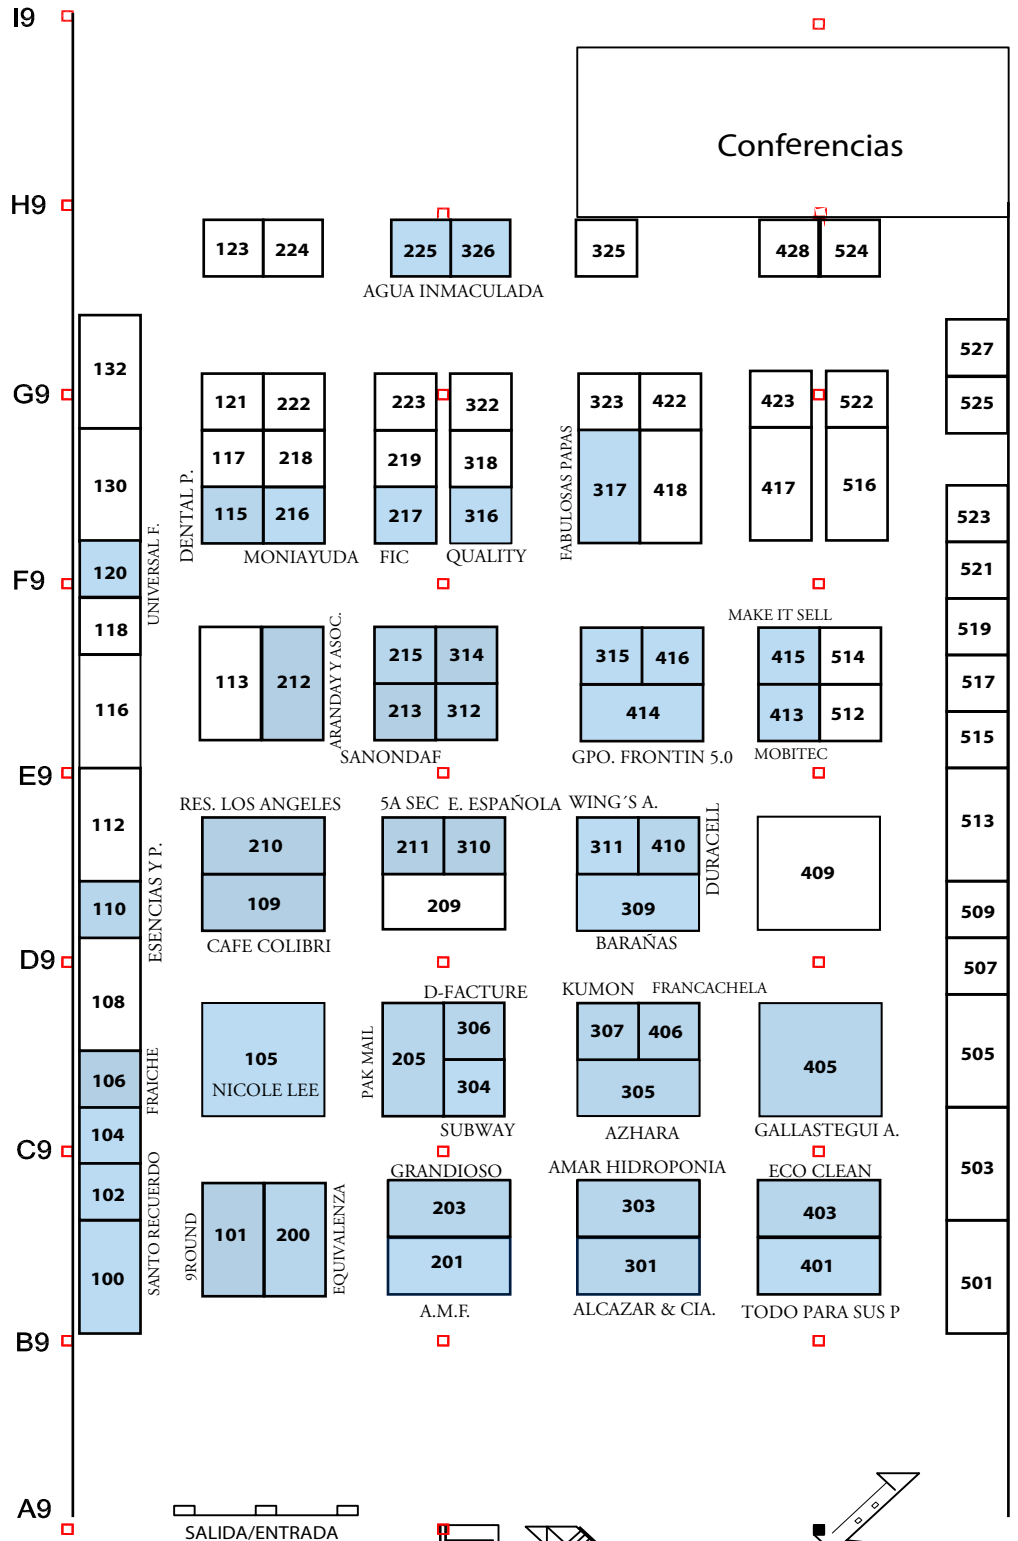 I9
Conferencias
H9
123 224 225 326 325 428 524
AGUA INMACULADA
132 527
G9
121 222 223 322 323 422 423 522 525
117 218 219 318
130 DENTAL P. 115 216 217 316 FABULOSAS PAPAS 317 418 417 516 523
MONIAYUDA FIC QUALITY
F9
120 UNIVERSAL F. 521
118 MAKE IT SELL 519
215 314 315 416 415 514
116 113 212 ARANDAY Y ASOC. 517
213 312 414 413 512 515
SANONDAF GPO. FRONTIN 5.0 MOBITEC
E9
RES. LOS ANGELES 5A SEC E. ESPAÑOLA WING´S A.
112 210 211 310 311 410 DURACELL 409 513
110 ESENCIAS Y P. 109 209 309 509
CAFE COLIBRI BARAÑAS
D9
507
D-FACTURE KUMON FRANCACHELA
108 306 307 406
105 PAK MAIL 205 405 505
106 FRAICHE NICOLE LEE 304 305
104 SUBWAY AZHARA GALLASTEGUI A.
C9
GRANDIOSO AMAR HIDROPONIA ECO CLEAN
102 SANTO RECUERDO 203 303 403 503
9ROUND 101 200 EQUIVALENZA
100 201 301 401 501
A.M.F. ALCAZAR & CIA. TODO PARA SUS P
B9
A9
SALIDA/ENTRADA